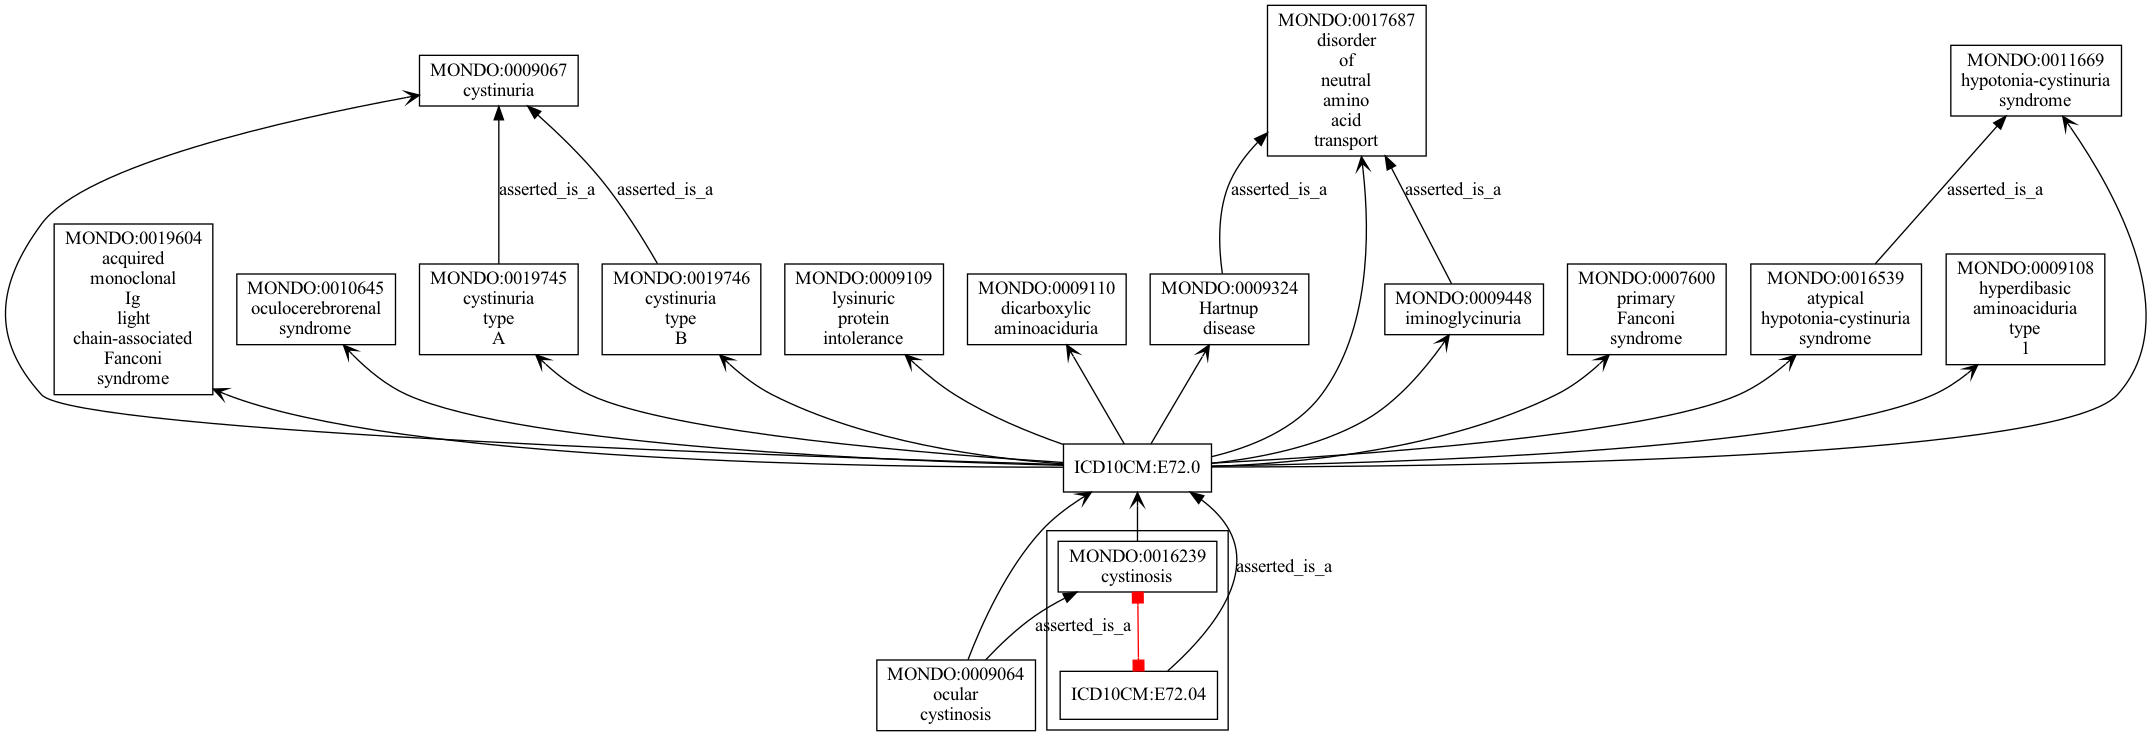 MONDO:0009067
cystinuria
MONDO:0017687
disorder
of
neutral
amino
acid
transport
MONDO:0011669
hypotonia-cystinuria
syndrome
asserted_is_a
asserted_is_a
asserted_is_a
asserted_is_a
asserted_is_a
MONDO:0019604
acquired
monoclonal
Ig
light
chain-associated
Fanconi
syndrome
MONDO:0010645
oculocerebrorenal
syndrome
MONDO:0019745
cystinuria
type
A
MONDO:0019746
cystinuria
type
B
MONDO:0009109
lysinuric
protein
intolerance
MONDO:0009110
dicarboxylic
aminoaciduria
MONDO:0009324
Hartnup
disease
MONDO:0009448
iminoglycinuria
MONDO:0007600
primary
Fanconi
syndrome
MONDO:0016539
atypical
hypotonia-cystinuria
syndrome
MONDO:0009108
hyperdibasic
aminoaciduria
type
1
ICD10CM:E72.0
MONDO:0016239
cystinosis
asserted_is_a
asserted_is_a
MONDO:0009064
ocular
cystinosis
ICD10CM:E72.04